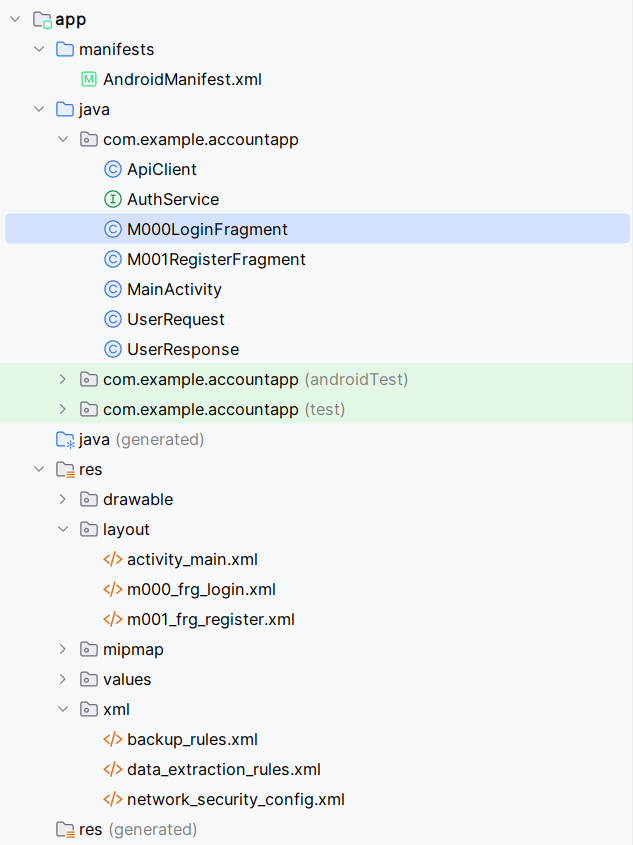 app
manifests
M AndroidManifest.xml
java
com.example.accountapp
C ApiClient
I AuthService
C M000LoginFragment
C M001RegisterFragment
C MainActivity
C UserRequest
C UserResponse
com.example.accountapp (androidTest)
com.example.accountapp (test)
java (generated)
res
drawable
layout
</> activity_main.xml
</> m000_frg_login.xml
</> m001_frg_register.xml
mipmap
values
xml
</> backup_rules.xml
</> data_extraction_rules.xml
</> network_security_config.xml
res (generated)